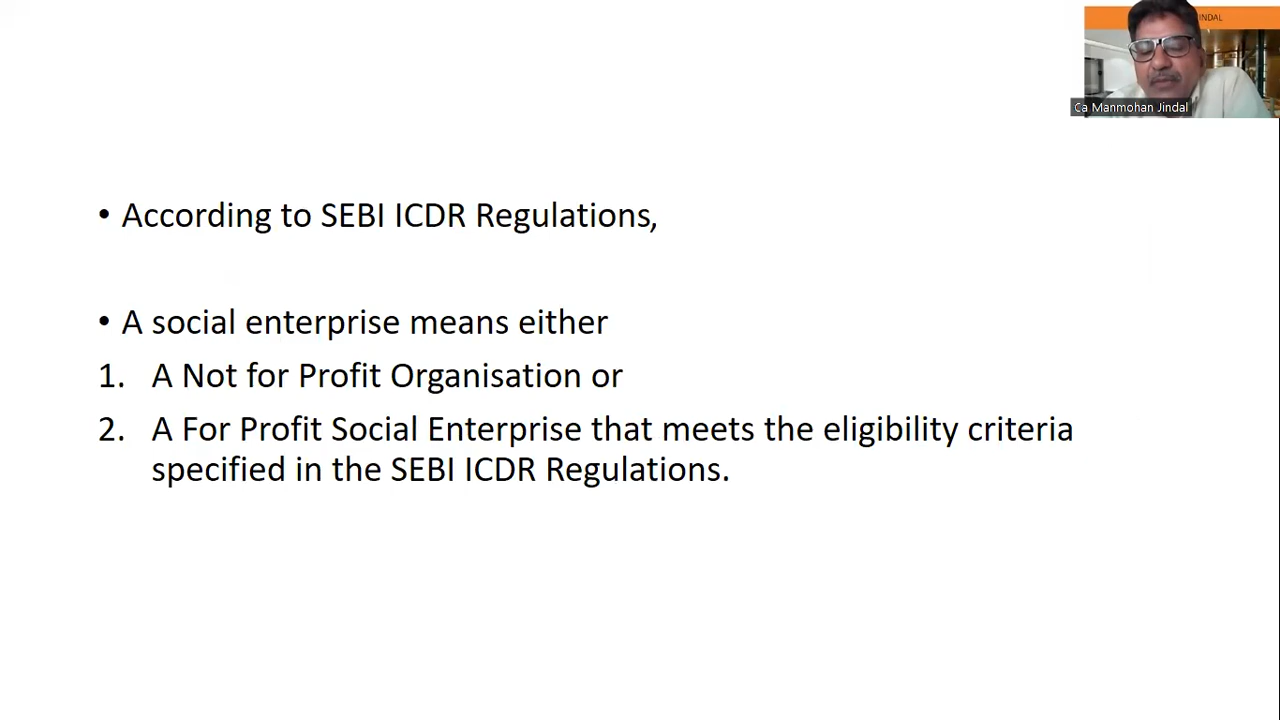 INDAL
Ca Manmohan Jindal
• According to SEBI ICDR Regulations,
• A social enterprise means either
1. A Not for Profit Organisation or
2. A For Profit Social Enterprise that meets the eligibility criteria
specified in the SEBI ICDR Regulations.